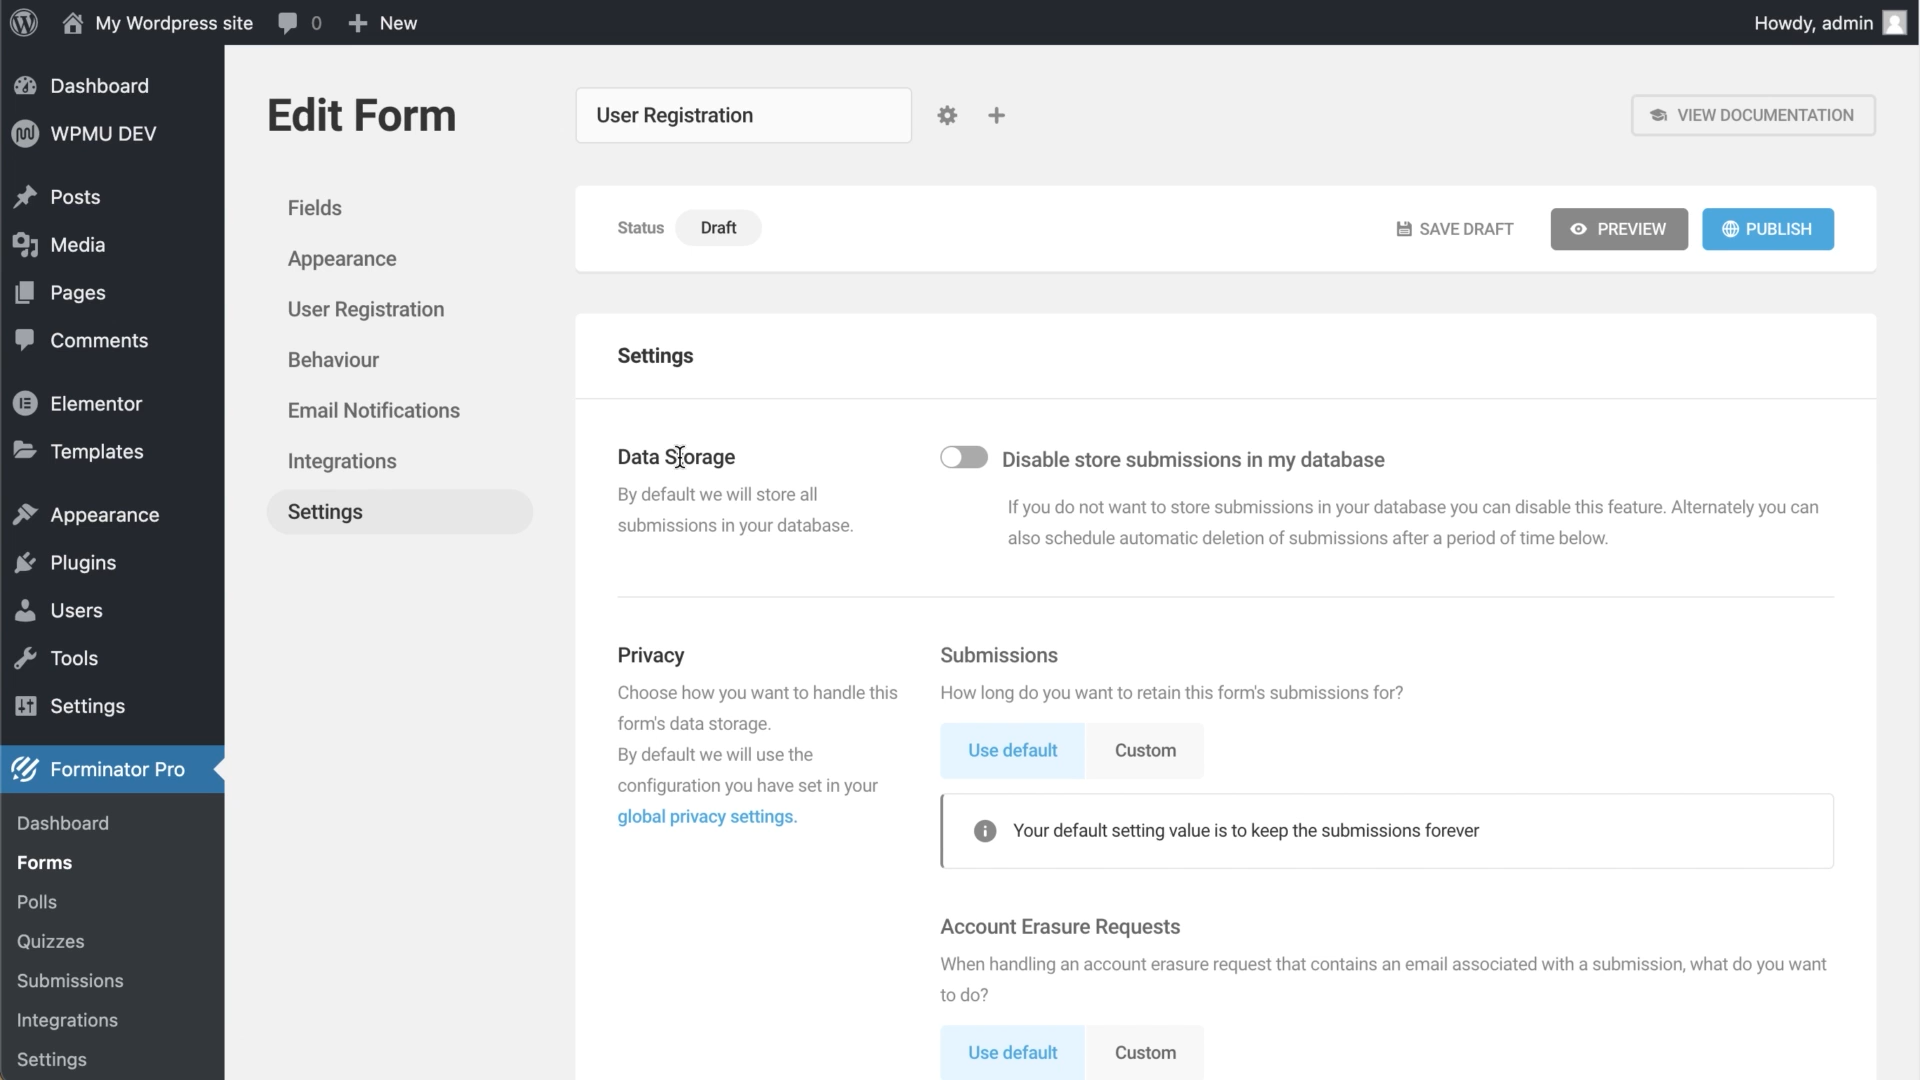 My Wordpress site
0
New
Howdy, admin
Dashboard
WPMU DEV
Posts
Media
Pages
Comments
Elementor
Templates
Appearance
Plugins
Users
Tools
Settings
Forminator Pro
Dashboard
Forms
Polls
Quizzes
Submissions
Integrations
Settings
Edit Form
User Registration
VIEW DOCUMENTATION
Fields
Appearance
User Registration
Behaviour
Email Notifications
Integrations
Settings
Status
Draft
SAVE DRAFT
PREVIEW
PUBLISH
Settings
Data Storage
By default we will store all
submissions in your database.
Disable store submissions in my database
If you do not want to store submissions in your database you can disable this feature. Alternately you can
also schedule automatic deletion of submissions after a period of time below.
Privacy
Choose how you want to handle this
form's data storage.
By default we will use the
configuration you have set in your
global privacy settings.
Submissions
How long do you want to retain this form's submissions for?
Use default
Custom
Your default setting value is to keep the submissions forever
Account Erasure Requests
When handling an account erasure request that contains an email associated with a submission, what do you want
to do?
Use default
Custom